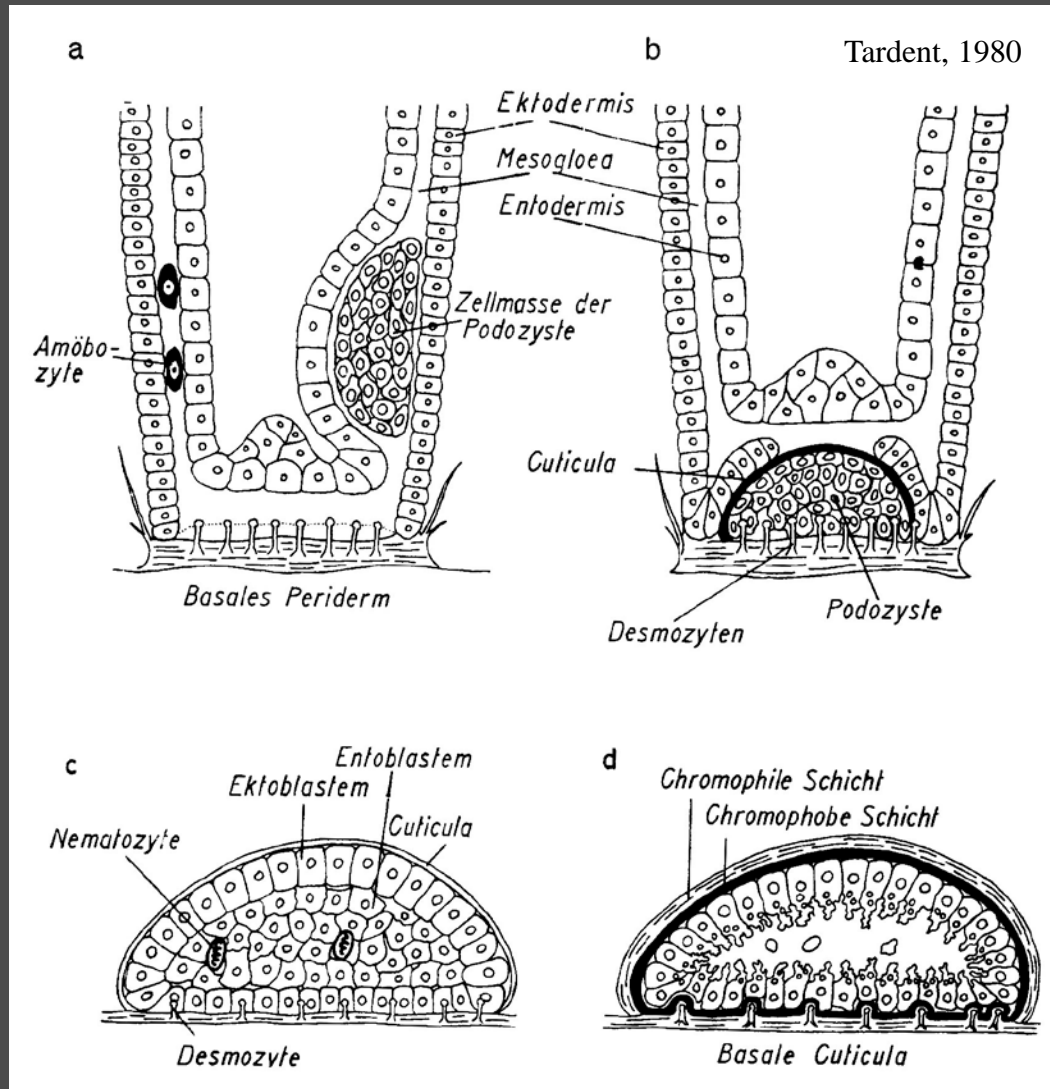 a
b
Tardent, 1980
Ektodermis
Mesogloea
Entodermis
Zellmasse der
Podozyste
Amöbo-
zyte
Cuticula
Basales Periderm
Podozyste
Desmozyten
c
Entoblastem
Ektoblastem
Cuticula
Nematozyte
Desmozyte
d
Chromophile Schicht
Chromophobe Schicht
Basale Cuticula